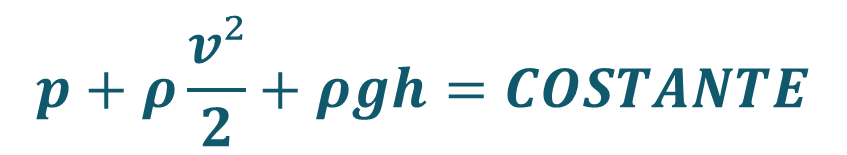 p + ρ v²/2 + ρgh = COSTANTE